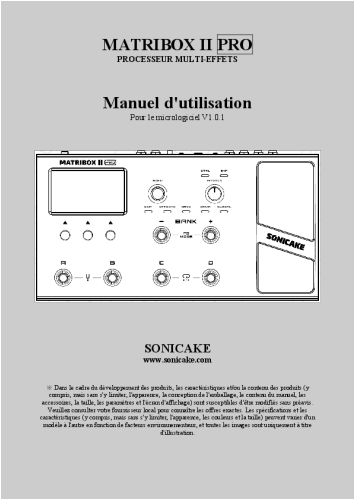 MATRIBOX II PRO
PROCESSEUR MULTI-EFFETS
Manuel d'utilisation
Pour le micrologiciel V1.0.1
MATRIBOX II PRO
− BANK +
MODE
SONICAKE
A B C D
SONICAKE
www.sonicake.com
※ Dans le cadre du développement des produits, les caractéristiques et/ou le contenu des produits (y
compris, mais sans s'y limiter, l'apparence, la conception de l'emballage, le contenu du manuel, les
accessoires, la taille, les paramètres et l'écran d'affichage) sont susceptibles d'être modifiés sans préavis.
Veuillez consulter votre fournisseur local pour connaître les offres exactes. Les spécifications et les
caractéristiques (y compris, mais sans s'y limiter, l'apparence, les couleurs et la taille) peuvent varier d'un
modèle à l'autre en fonction de facteurs environnementaux, et toutes les images sont uniquement à titre
d'illustration.